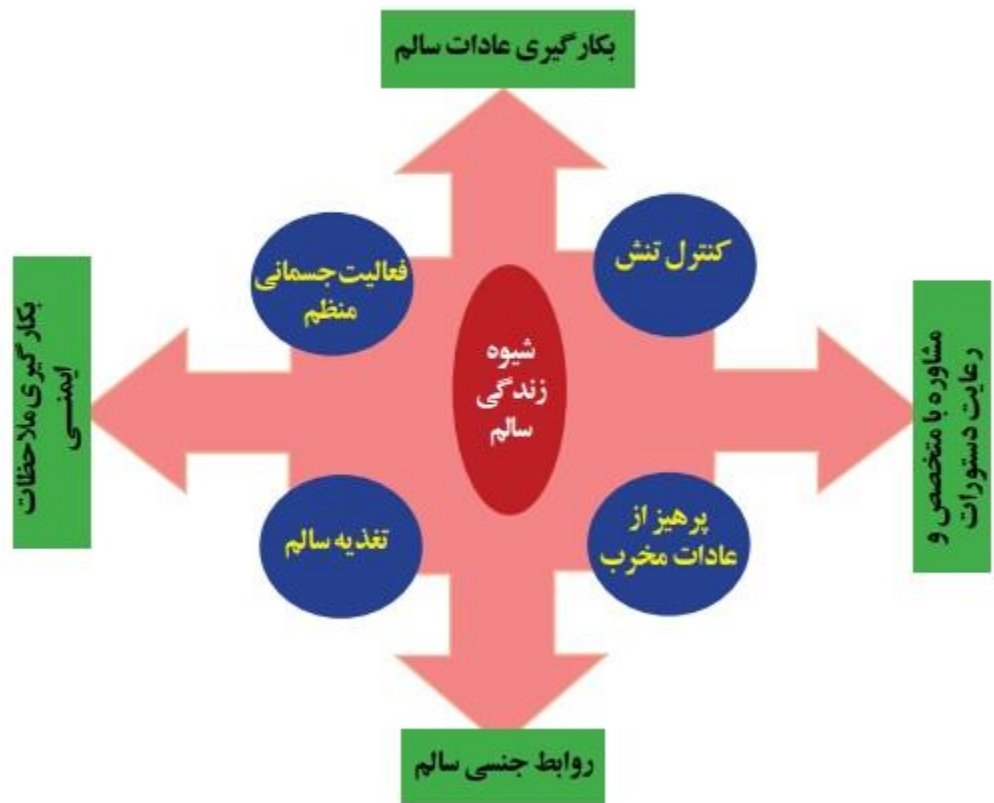 بکارگیری عادات سالم
کنترل تنش
فعالیت جسمانی
منظم
شیوه
زندگی
سالم
مشاوره با متخصص و
رعایت دستورات
بکارگیری ملاحظات
ایمنـی
پرهیز از
عادات مخرب
تغذیه سالم
روابط جنسی سالم